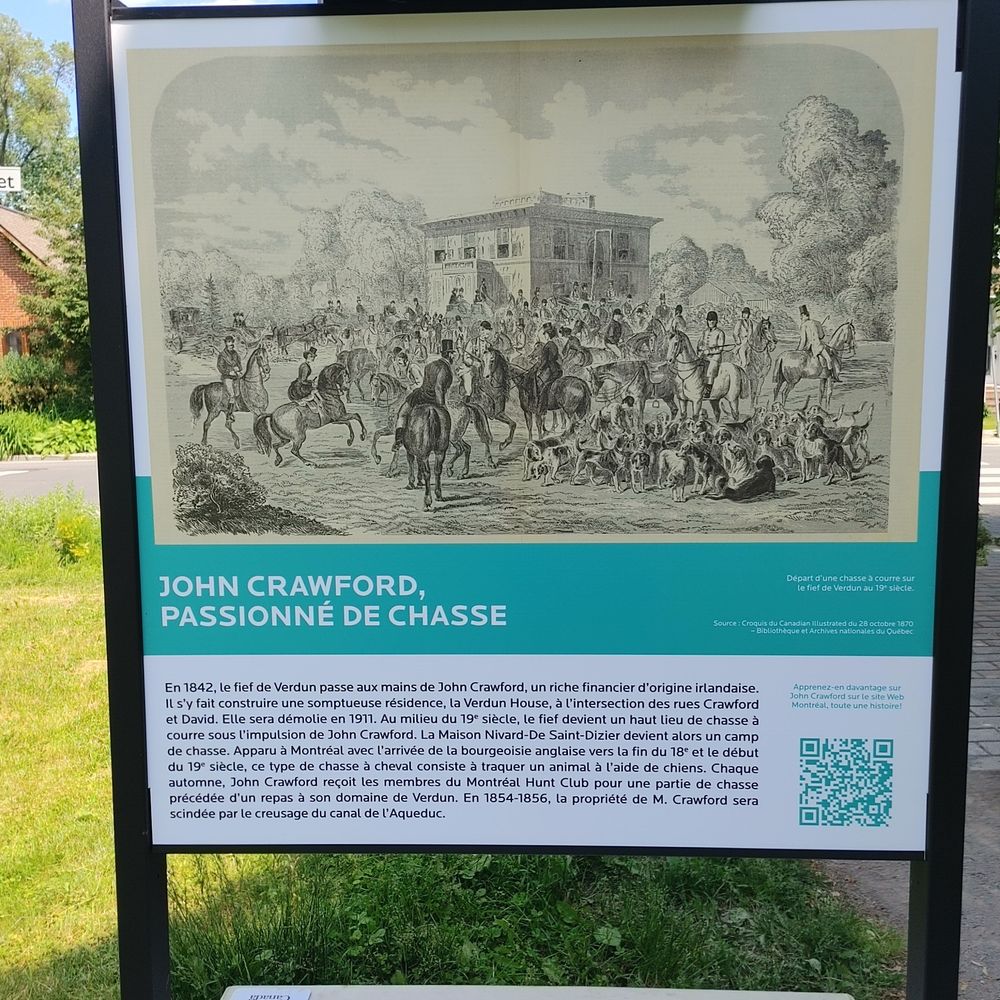 et
JOHN CRAWFORD,
PASSIONNÉ DE CHASSE
Départ d'une chasse à courre sur
le fief de Verdun au 19e siècle.
Source : Croquis du Canadian Illustrated du 28 octobre 1870
– Bibliothèque et Archives nationales du Québec
En 1842, le fief de Verdun passe aux mains de John Crawford, un riche financier d'origine irlandaise.
Il s'y fait construire une somptueuse résidence, la Verdun House, à l'intersection des rues Crawford
et David. Elle sera démolie en 1911. Au milieu du 19e siècle, le fief devient un haut lieu de chasse à
courre sous l'impulsion de John Crawford. La Maison Nivard-De Saint-Dizier devient alors un camp
de chasse. Apparu à Montréal avec l'arrivée de la bourgeoisie anglaise vers la fin du 18e et le début
du 19e siècle, ce type de chasse à cheval consiste à traquer un animal à l'aide de chiens. Chaque
automne, John Crawford reçoit les membres du Montréal Hunt Club pour une partie de chasse
précédée d'un repas à son domaine de Verdun. En 1854-1856, la propriété de M. Crawford sera
scindée par le creusage du canal de l'Aqueduc.
Apprenez-en davantage sur
John Crawford sur le site Web
Montréal, toute une histoire!
Canada